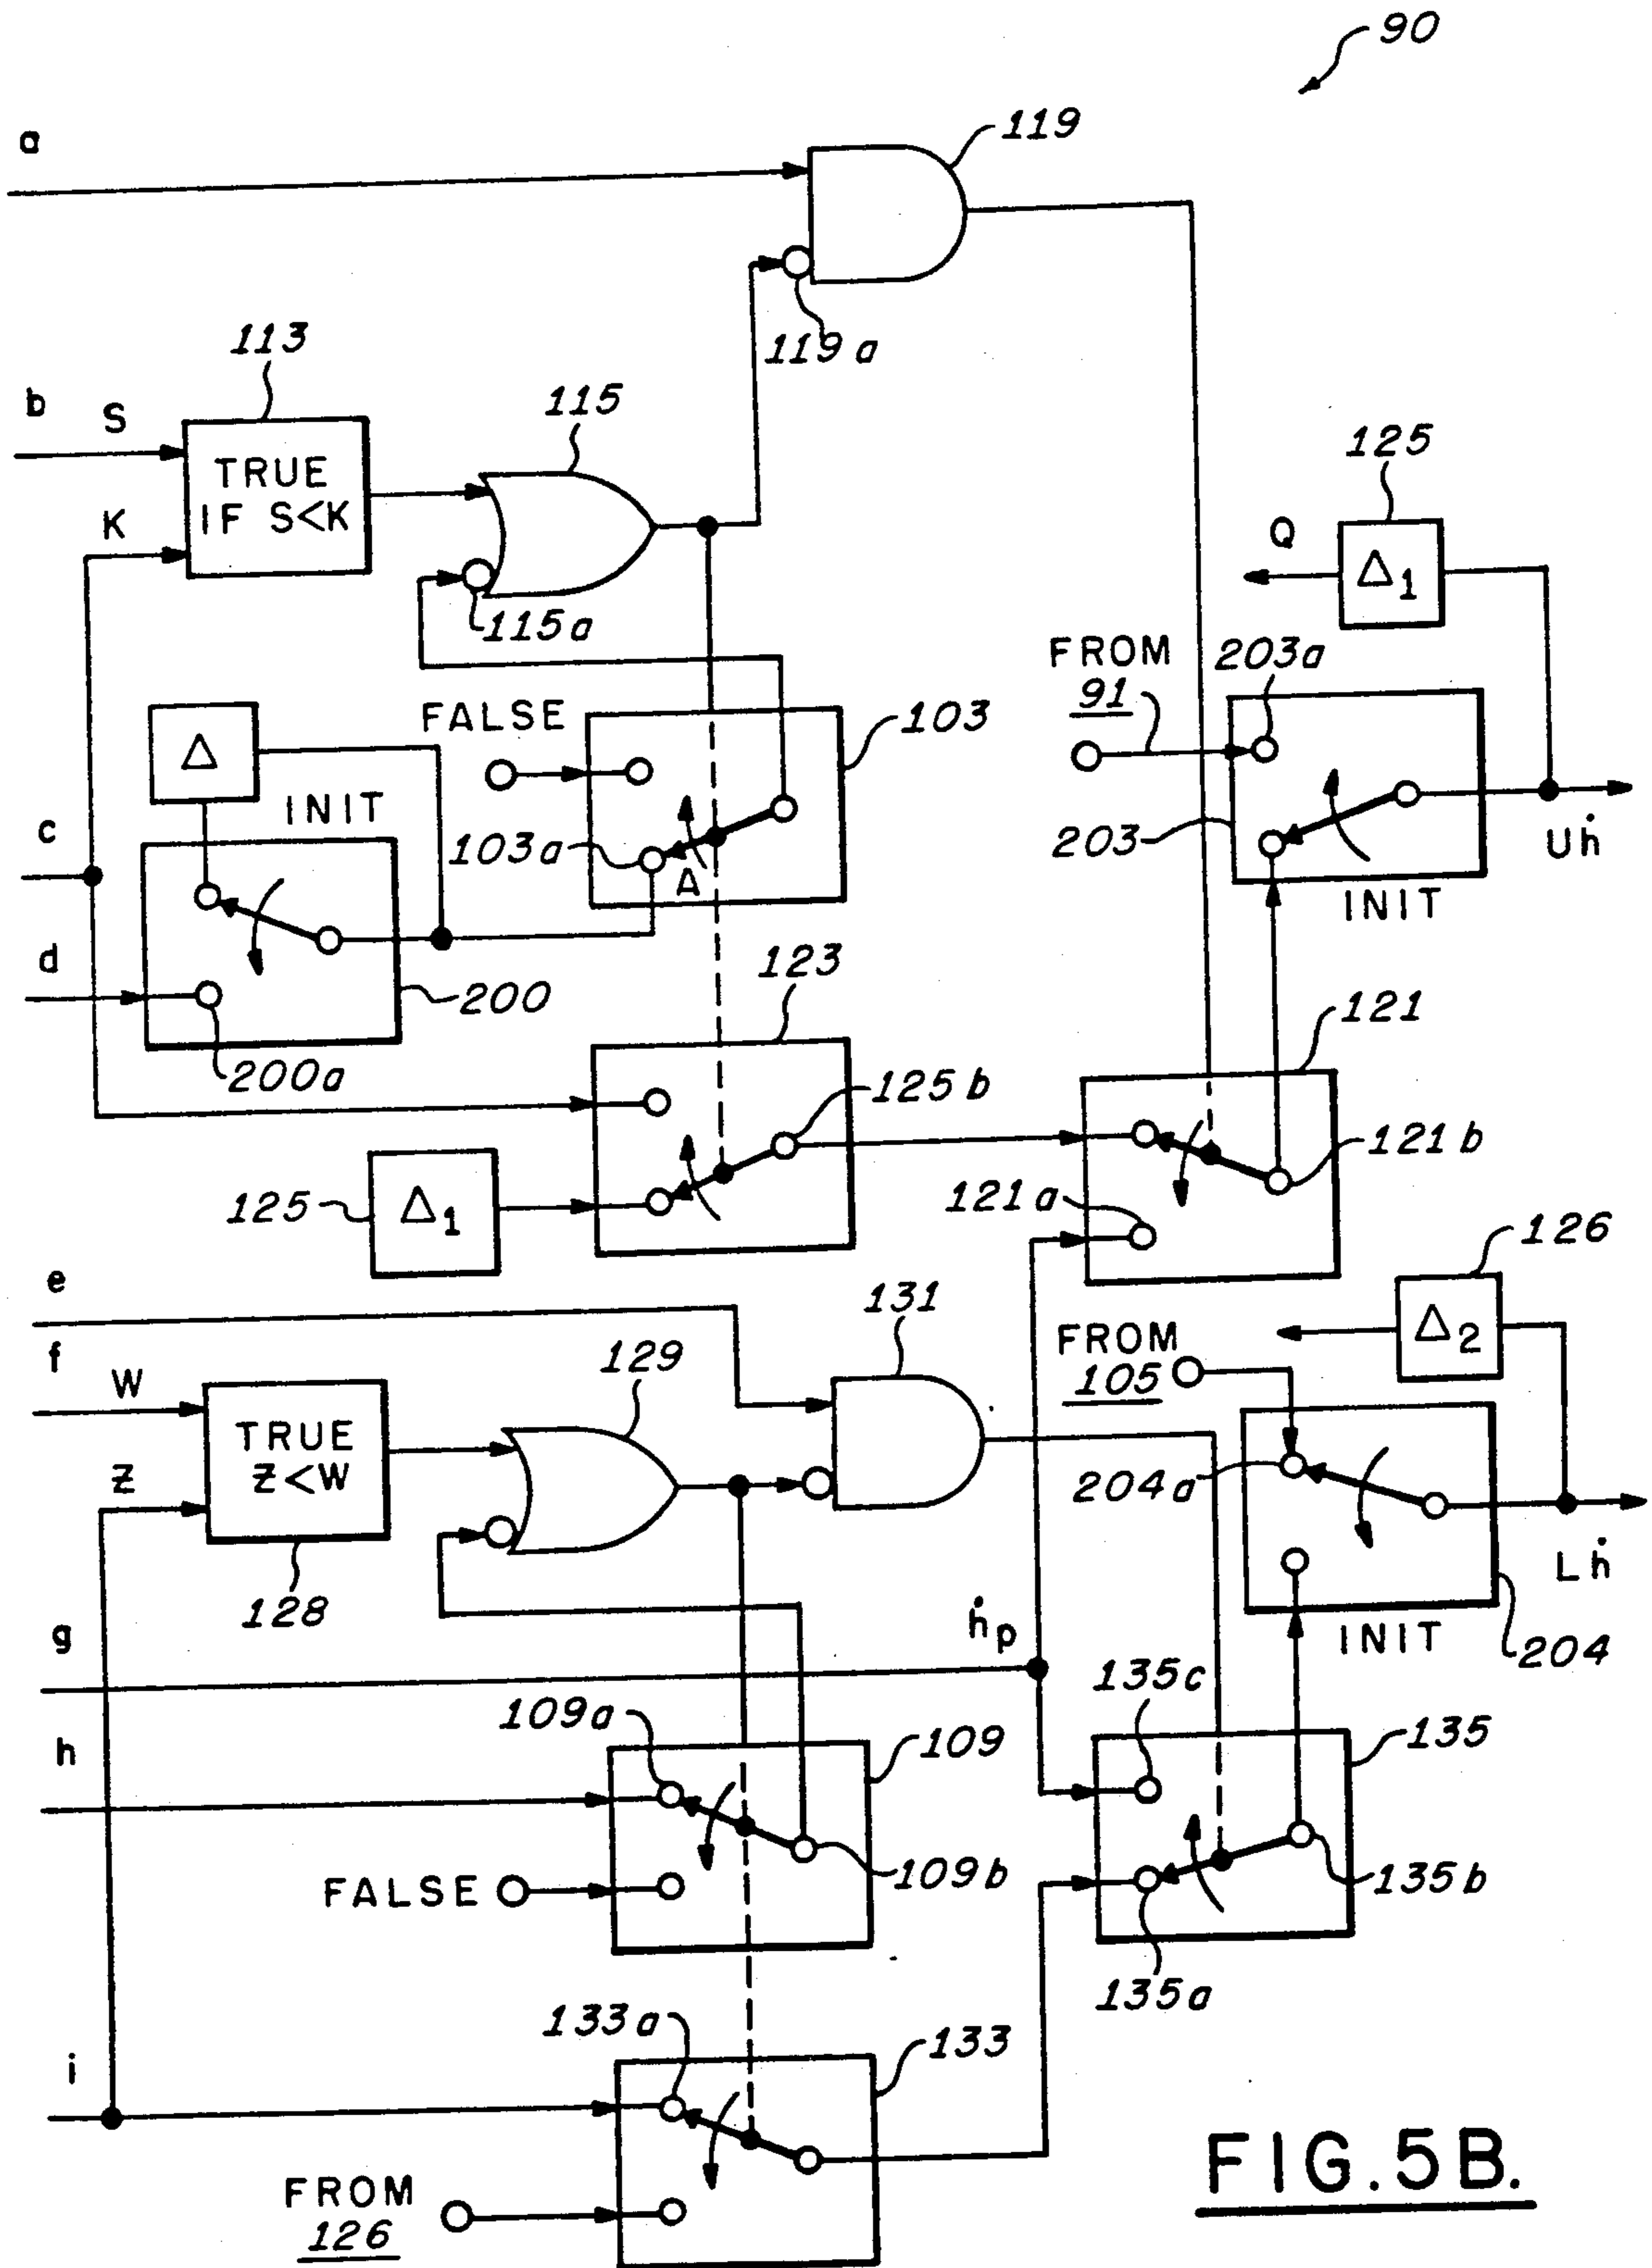 90
a
119
119a
113
b
S
TRUE
IF S<K
K
115
115a
125
Q
Δ1
FROM
91
203a
FALSE
103
Δ
INIT
103a
Δ
203
INIT
Uḣ
c
d
200
200a
123
125b
121
121b
121a
125
Δ1
e
131
126
Δ2
FROM
105
f
W
TRUE
Z<W
Z
128
129
204a
Lḣ
INIT
204
g
ḣp
135c
135
h
109a
109
109b
FALSE
135b
135a
133a
133
i
FROM
126
FIG.5B.